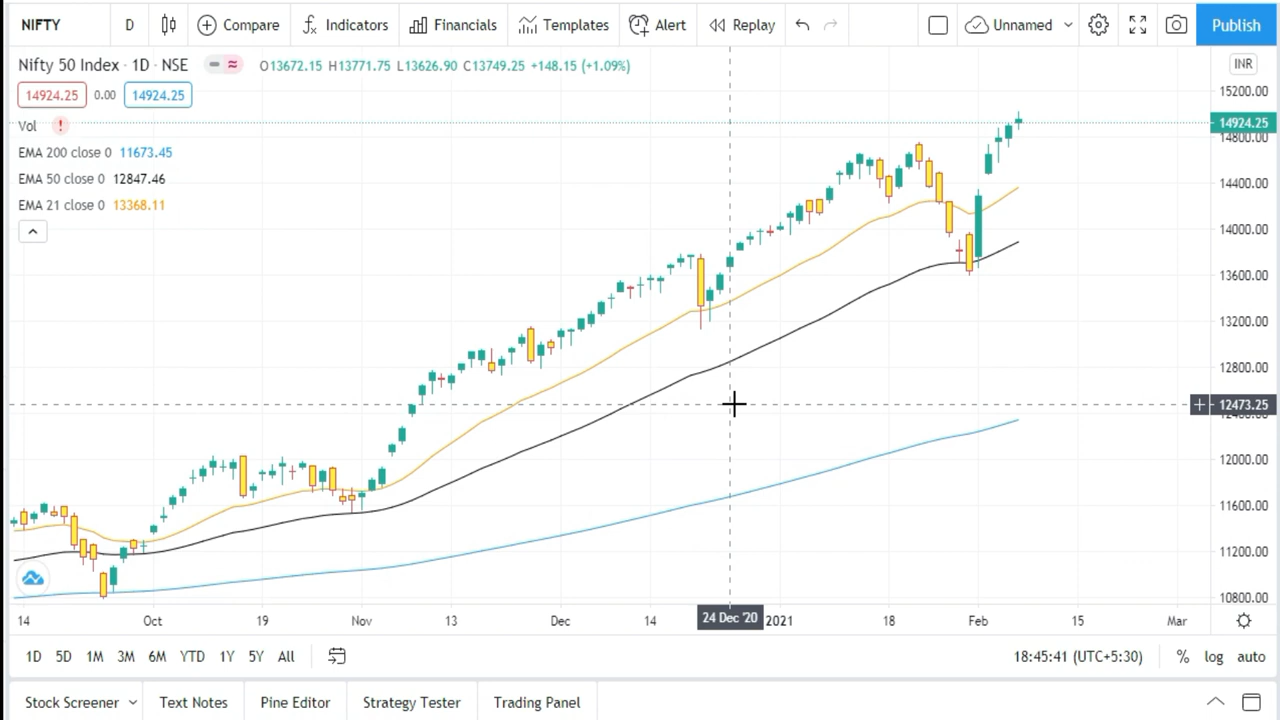 NIFTY D Compare Indicators Financials Templates Alert Replay Unnamed Publish
Nifty 50 Index · 1D · NSE O13672.15 H13771.75 L13626.90 C13749.25 +148.15 (+1.09%) INR
14924.25 0.00 14924.25
Vol !
EMA 200 close 0 11673.45
EMA 50 close 0 12847.46
EMA 21 close 0 13368.11
15200.00
14924.25
14800.00
14400.00
14000.00
13600.00
13200.00
12800.00
12473.25
12000.00
11600.00
11200.00
10800.00
14 Oct 19 Nov 13 Dec 14 24 Dec '20 2021 18 Feb 15 Mar
1D 5D 1M 3M 6M YTD 1Y 5Y All 18:45:41 (UTC+5:30) % log auto
Stock Screener Text Notes Pine Editor Strategy Tester Trading Panel